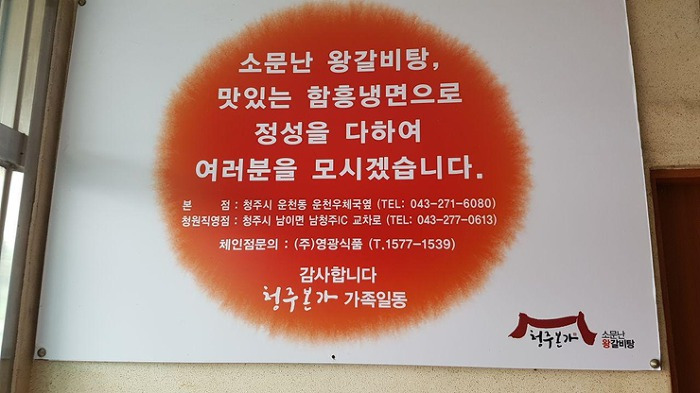 소문난 왕갈비탕,
맛있는 함흥냉면으로
정성을 다하여
여러분을 모시겠습니다.
본 점 : 청주시 운천동 운천우체국옆 (TEL: 043-271-6080)
청원직영점 : 청주시 남이면 남청주IC 교차로 (TEL: 043-277-0613)
체인점문의 : (주)영광식품 (T.1577-1539)
감사합니다
청주본가 가족일동
청주본가
소문난
왕갈비탕